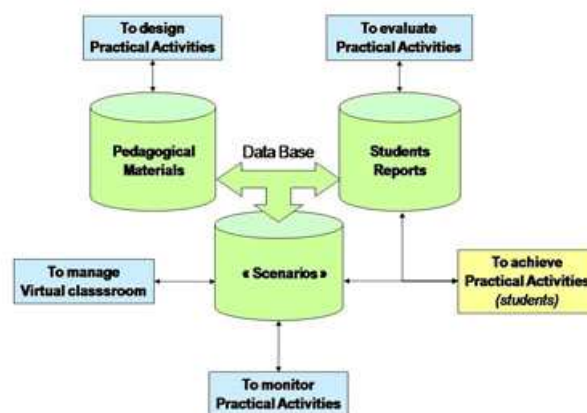 To design
Practical Activities
To evaluate
Practical Activities
Pedagogical
Materials
Data Base
Students
Reports
To manage
Virtual classsroom
« Scenarios »
To achieve
Practical Activities
(students)
To monitor
Practical Activities